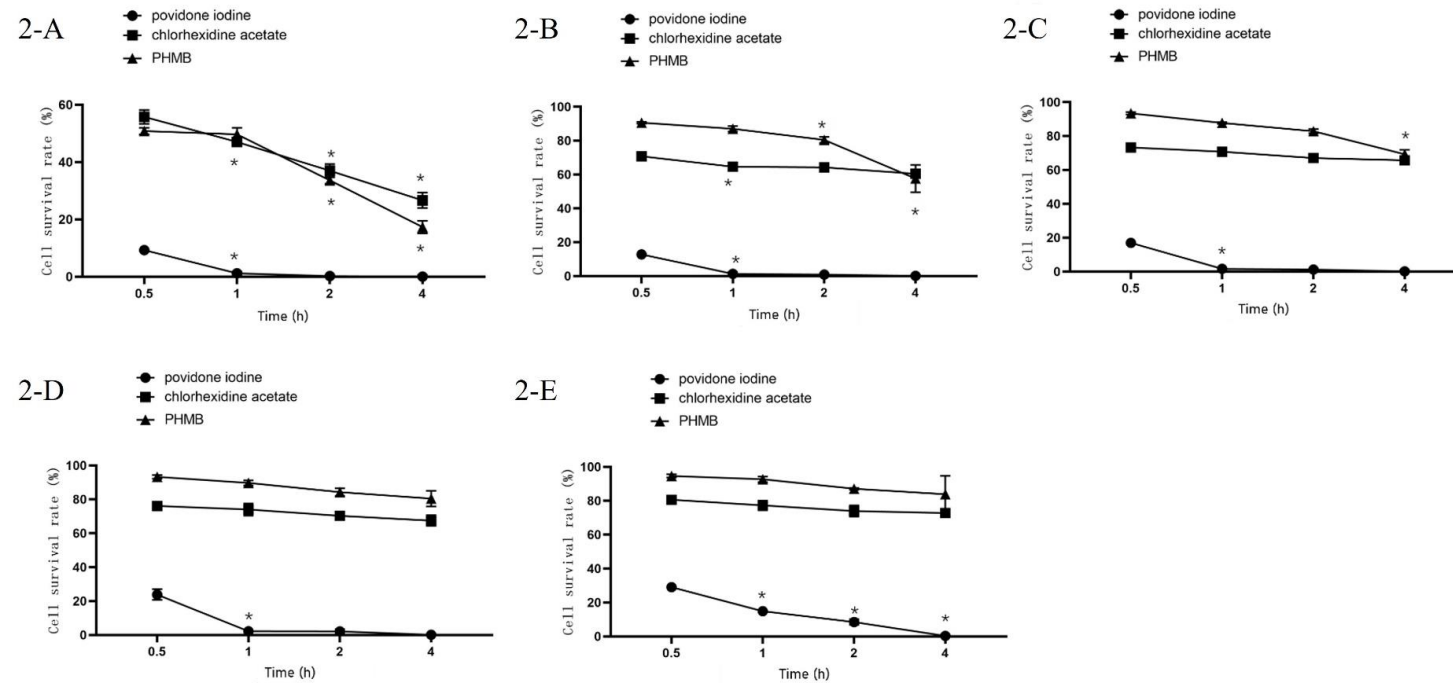 2-A
povidone iodine
chlorhexidine acetate
PHMB
Cell survival rate (%)
60
40
20
0
* * * * * * *
0.5 1 2 4
Time (h)
2-B
povidone iodine
chlorhexidine acetate
PHMB
Cell survival rate (%)
100
80
60
40
20
0
* * * *
0.5 1 2 4
Time (h)
2-C
povidone iodine
chlorhexidine acetate
PHMB
Cell survival rate (%)
100
80
60
40
20
0
* *
0.5 1 2 4
Time (h)
2-D
povidone iodine
chlorhexidine acetate
PHMB
Cell survival rate (%)
100
80
60
40
20
0
*
0.5 1 2 4
Time (h)
2-E
povidone iodine
chlorhexidine acetate
PHMB
Cell survival rate (%)
100
80
60
40
20
0
* * *
0.5 1 2 4
Time (h)